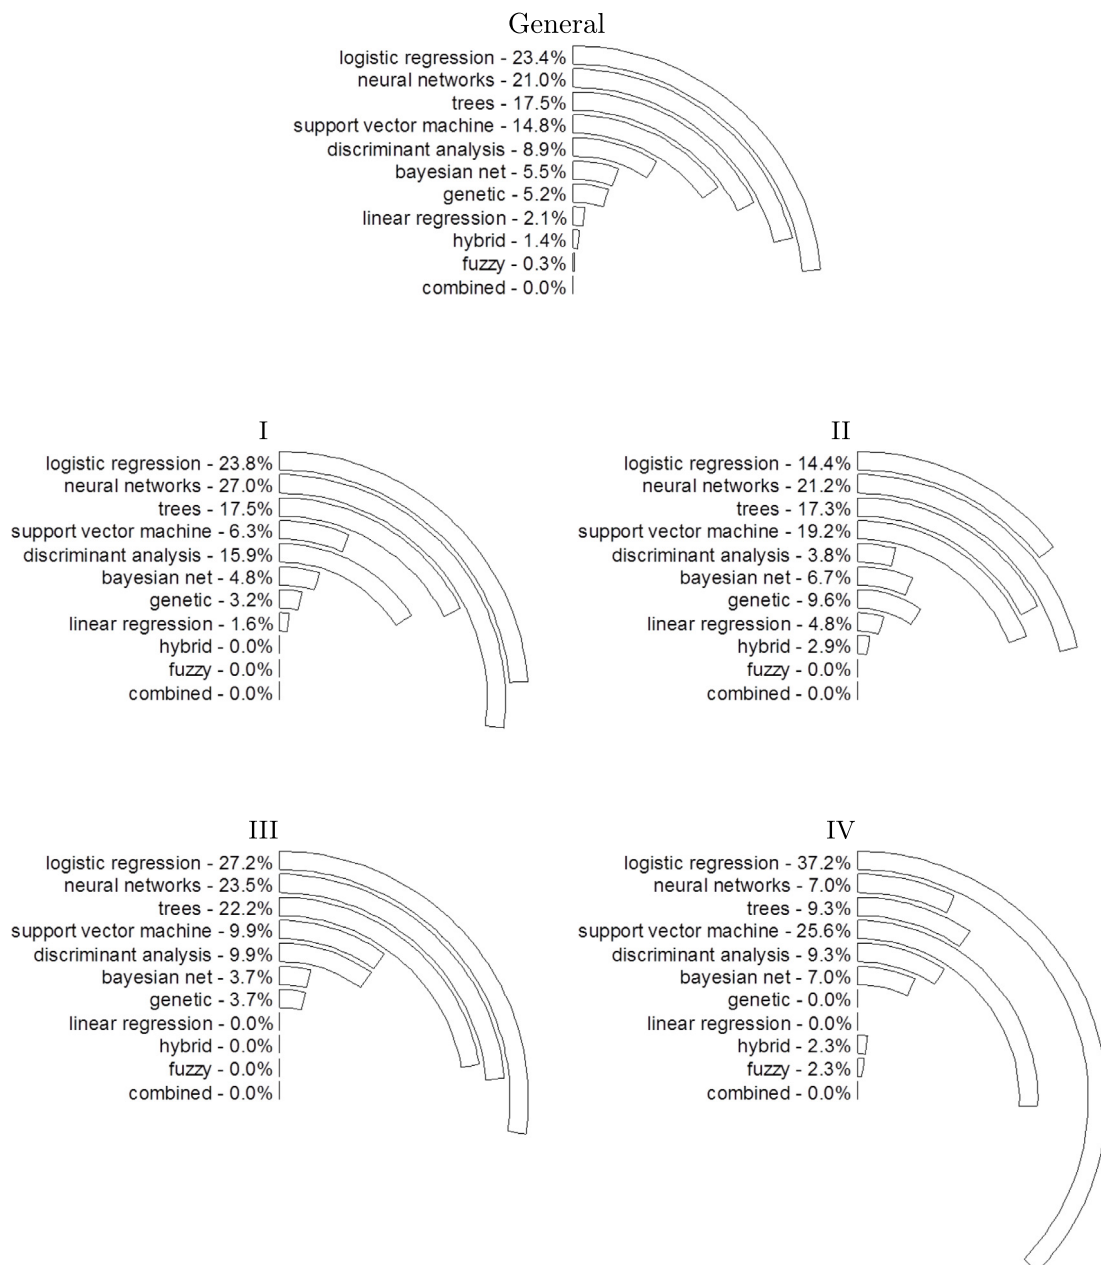 General
logistic regression - 23.4%
neural networks - 21.0%
trees - 17.5%
support vector machine - 14.8%
discriminant analysis - 8.9%
bayesian net - 5.5%
genetic - 5.2%
linear regression - 2.1%
hybrid - 1.4%
fuzzy - 0.3%
combined - 0.0%
I
logistic regression - 23.8%
neural networks - 27.0%
trees - 17.5%
support vector machine - 6.3%
discriminant analysis - 15.9%
bayesian net - 4.8%
genetic - 3.2%
linear regression - 1.6%
hybrid - 0.0%
fuzzy - 0.0%
combined - 0.0%
II
logistic regression - 14.4%
neural networks - 21.2%
trees - 17.3%
support vector machine - 19.2%
discriminant analysis - 3.8%
bayesian net - 6.7%
genetic - 9.6%
linear regression - 4.8%
hybrid - 2.9%
fuzzy - 0.0%
combined - 0.0%
III
logistic regression - 27.2%
neural networks - 23.5%
trees - 22.2%
support vector machine - 9.9%
discriminant analysis - 9.9%
bayesian net - 3.7%
genetic - 3.7%
linear regression - 0.0%
hybrid - 0.0%
fuzzy - 0.0%
combined - 0.0%
IV
logistic regression - 37.2%
neural networks - 7.0%
trees - 9.3%
support vector machine - 25.6%
discriminant analysis - 9.3%
bayesian net - 7.0%
genetic - 0.0%
linear regression - 0.0%
hybrid - 2.3%
fuzzy - 2.3%
combined - 0.0%